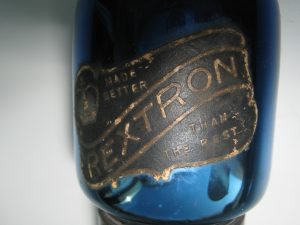 MADE
BETTER
REXTRON
THAN
THE REST